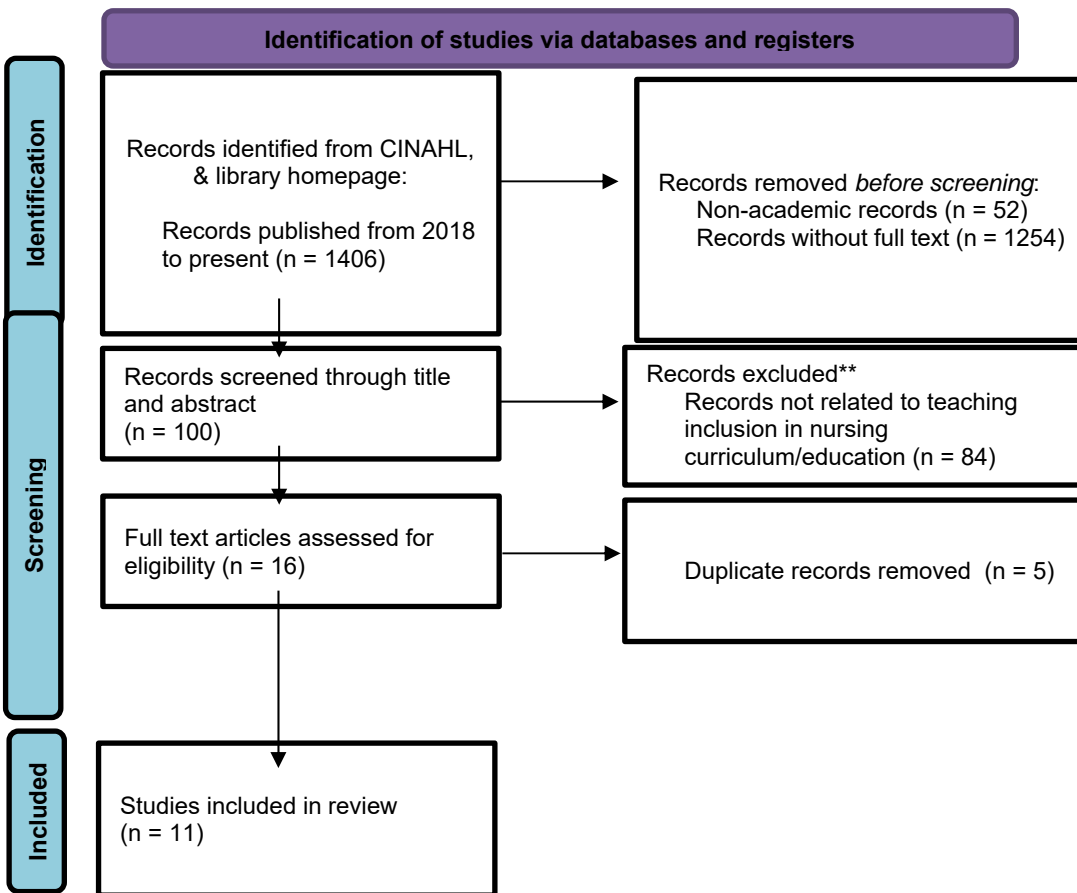 Identification of studies via databases and registers
Identification
Records identified from CINAHL,
& library homepage:
Records published from 2018
to present (n = 1406)
Records removed before screening:
Non-academic records (n = 52)
Records without full text (n = 1254)
Screening
Records screened through title
and abstract
(n = 100)
Records excluded**
Records not related to teaching
inclusion in nursing
curriculum/education (n = 84)
Full text articles assessed for
eligibility (n = 16)
Duplicate records removed (n = 5)
Included
Studies included in review
(n = 11)